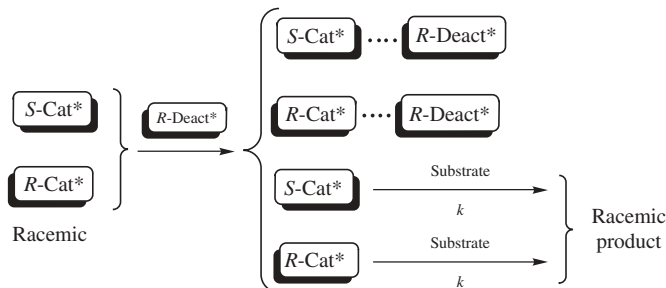 S-Cat* .... R-Deact*
S-Cat*
R-Deact*
R-Cat* .... R-Deact*
R-Cat*
S-Cat*
Substrate
k
Racemic
Racemic
product
R-Cat*
Substrate
k